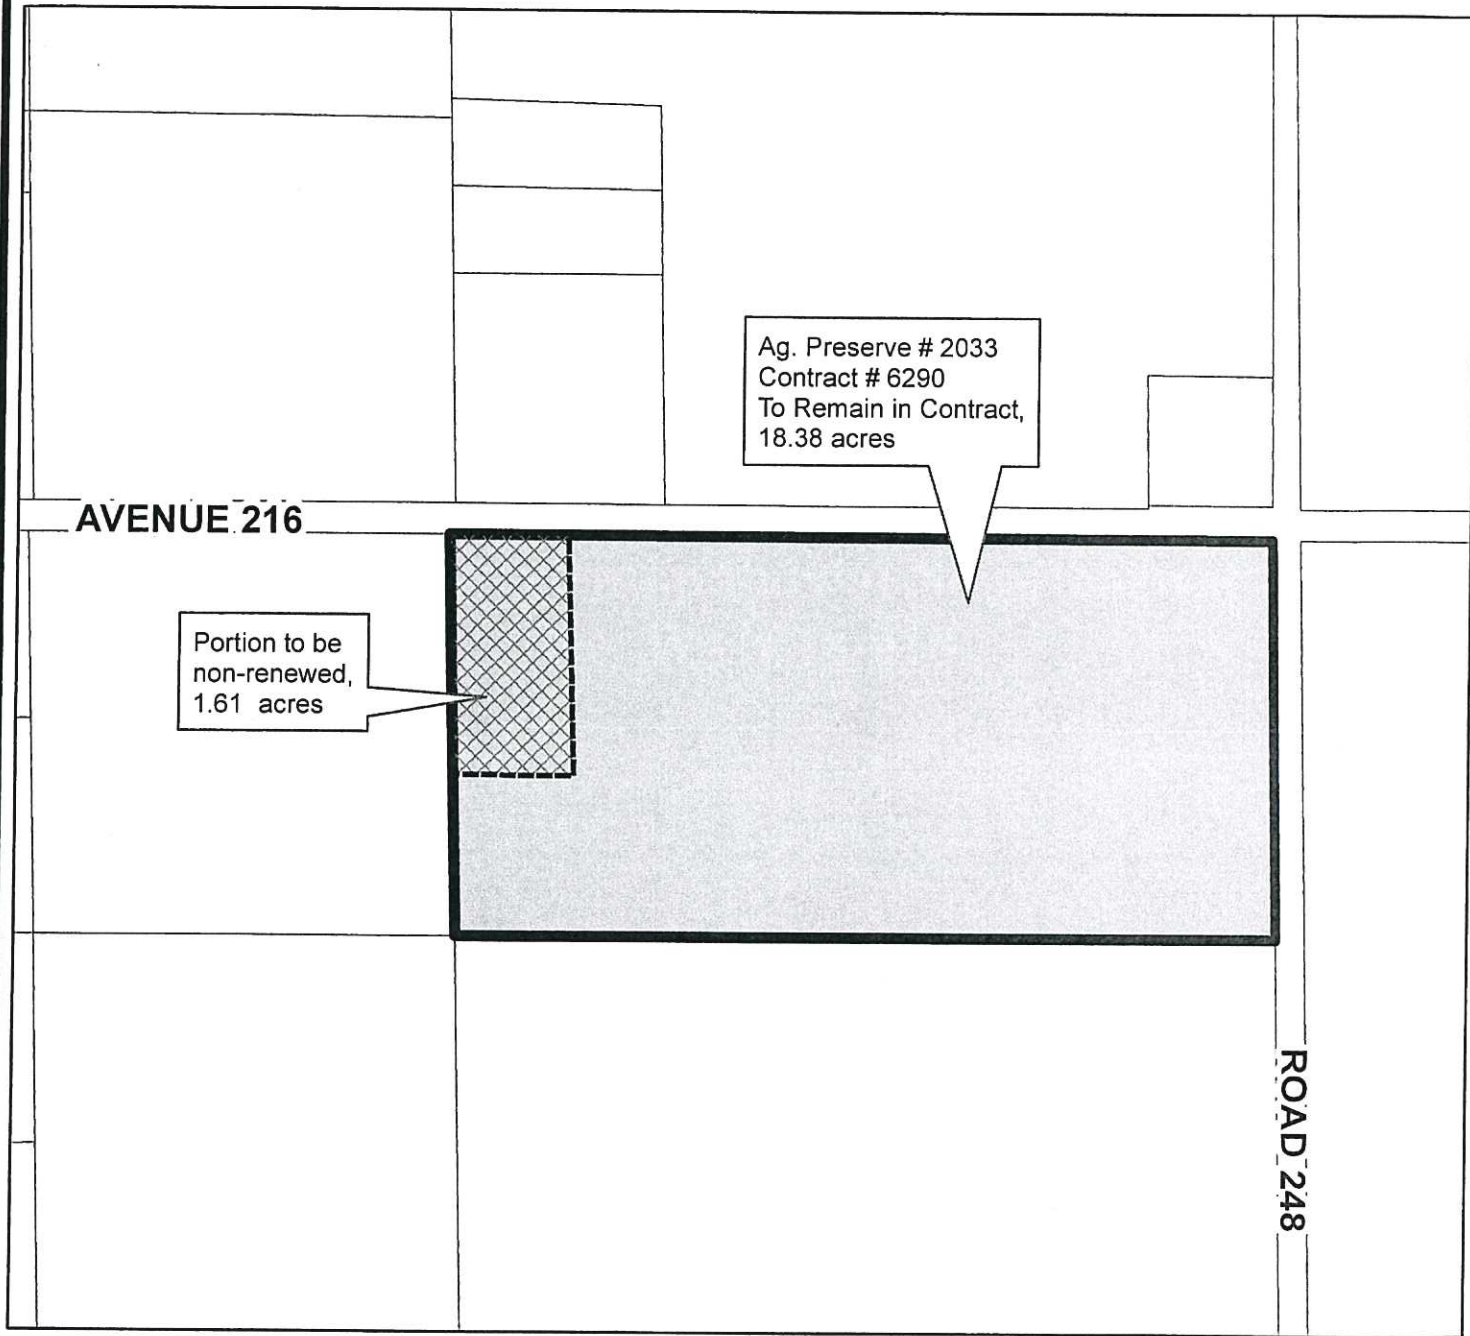 Ag. Preserve # 2033
Contract # 6290
To Remain in Contract,
18.38 acres
AVENUE 216
Portion to be
non-renewed,
1.61 acres
ROAD 248